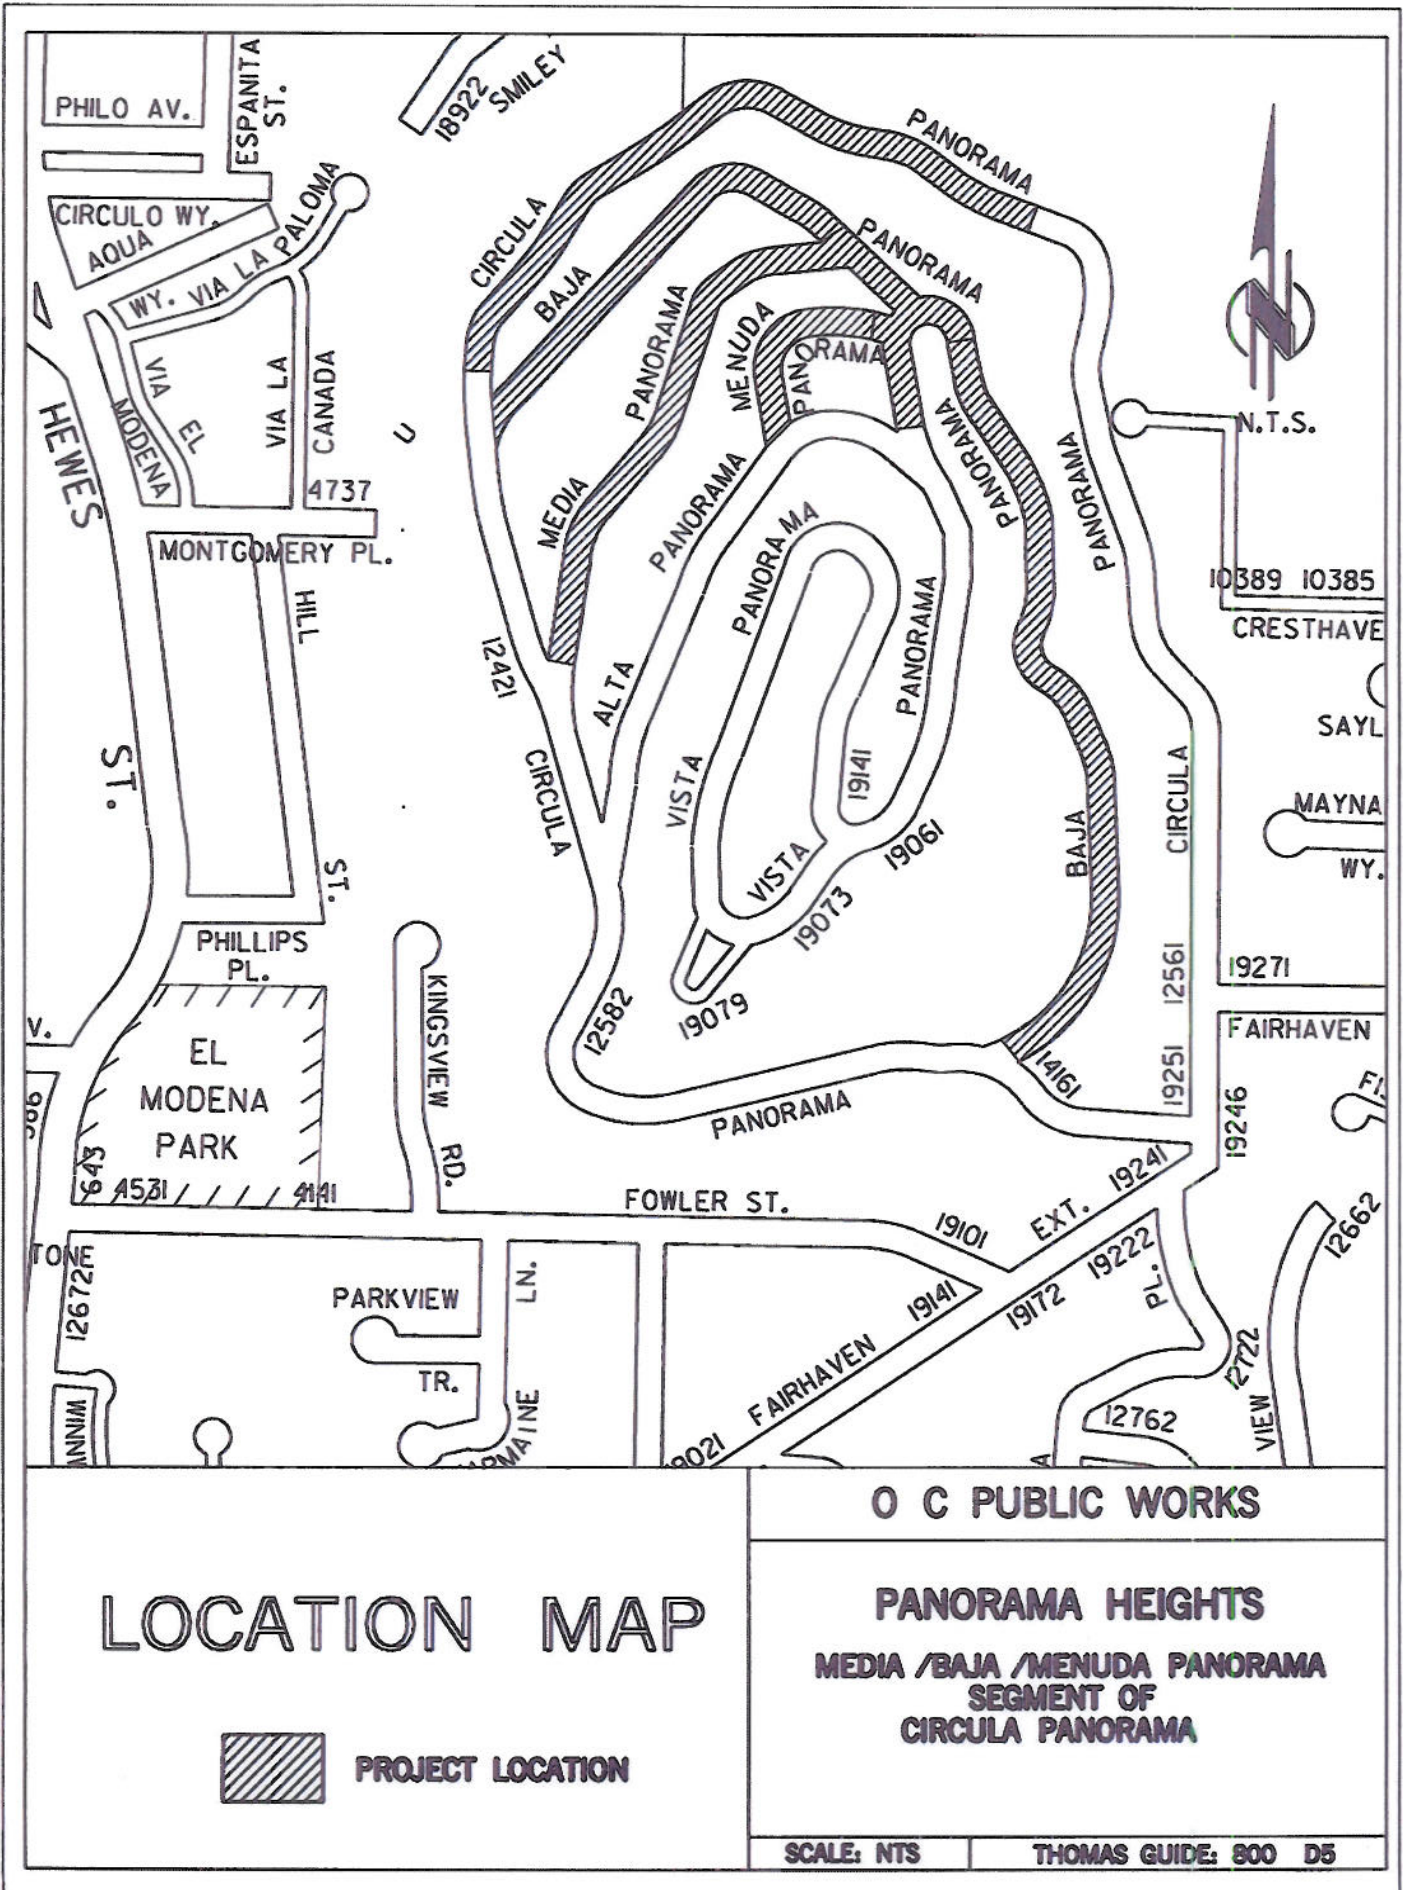 PHILO AV.
ESPANITA
ST.
18922
SMILEY
CIRCULO WY.
AQUA
WY.
VIA LA PALOMA
VIA EL
MODENA
VIA LA
CANADA
4737
MONTGOMERY PL.
HEWES
ST.
HILL
ST.
PHILLIPS
PL.
EL
MODENA
PARK
643
4531
4141
KINGSVIEW
RD.
CIRCULA
PANORAMA
BAJA
PANORAMA
MEDIA
PANORAMA
MENUDA
PANORAMA
ALTA
PANORAMA
PANORAMA
PANORAMA
PANORAMA
VISTA
PANORAMA
PANORAMA
19141
VISTA
19061
19073
19079
12421
CIRCULA
12582
PANORAMA
BAJA
14161
CIRCULA
12561
19251
N.T.S.
10389 10385
CRESTHAVE
SAYL
MAYNA
WY.
19271
FAIRHAVEN
19246
V.
TONE
12672
FOWLER ST.
19101
EXT.
19241
19222
19172
19141
FAIRHAVEN
PL.
12722
12762
VIEW
12662
PARKVIEW
TR.
LN.
WINN
O C PUBLIC WORKS
LOCATION MAP
PROJECT LOCATION
PANORAMA HEIGHTS
MEDIA /BAJA /MENUDA PANORAMA
SEGMENT OF
CIRCULA PANORAMA
SCALE: NTS
THOMAS GUIDE: 800 D5